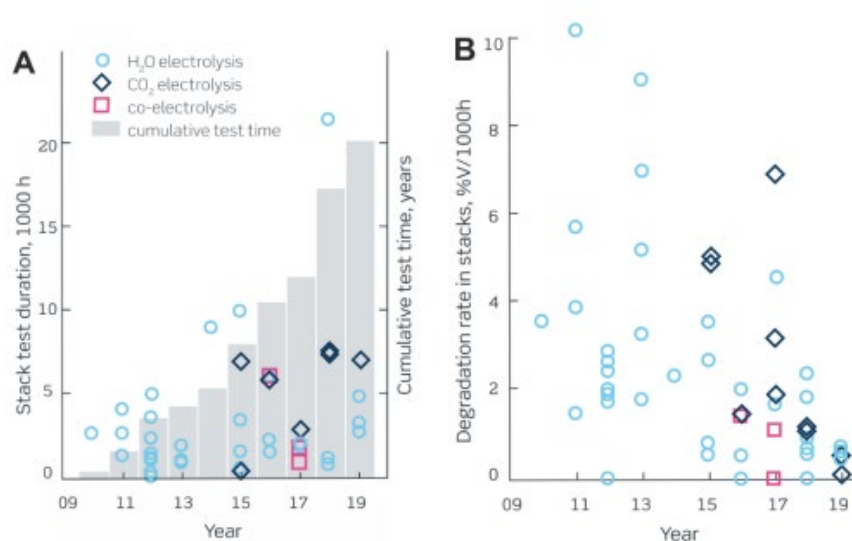 A
H₂O electrolysis
CO₂ electrolysis
co-electrolysis
cumulative test time
Stack test duration, 1000 h
20
15
10
5
0
09 11 13 15 17 19
Year
Cumulative test time, years
B
Degradation rate in stacks, %V/1000h
10
8
6
4
2
0
09 11 13 15 17 19
Year